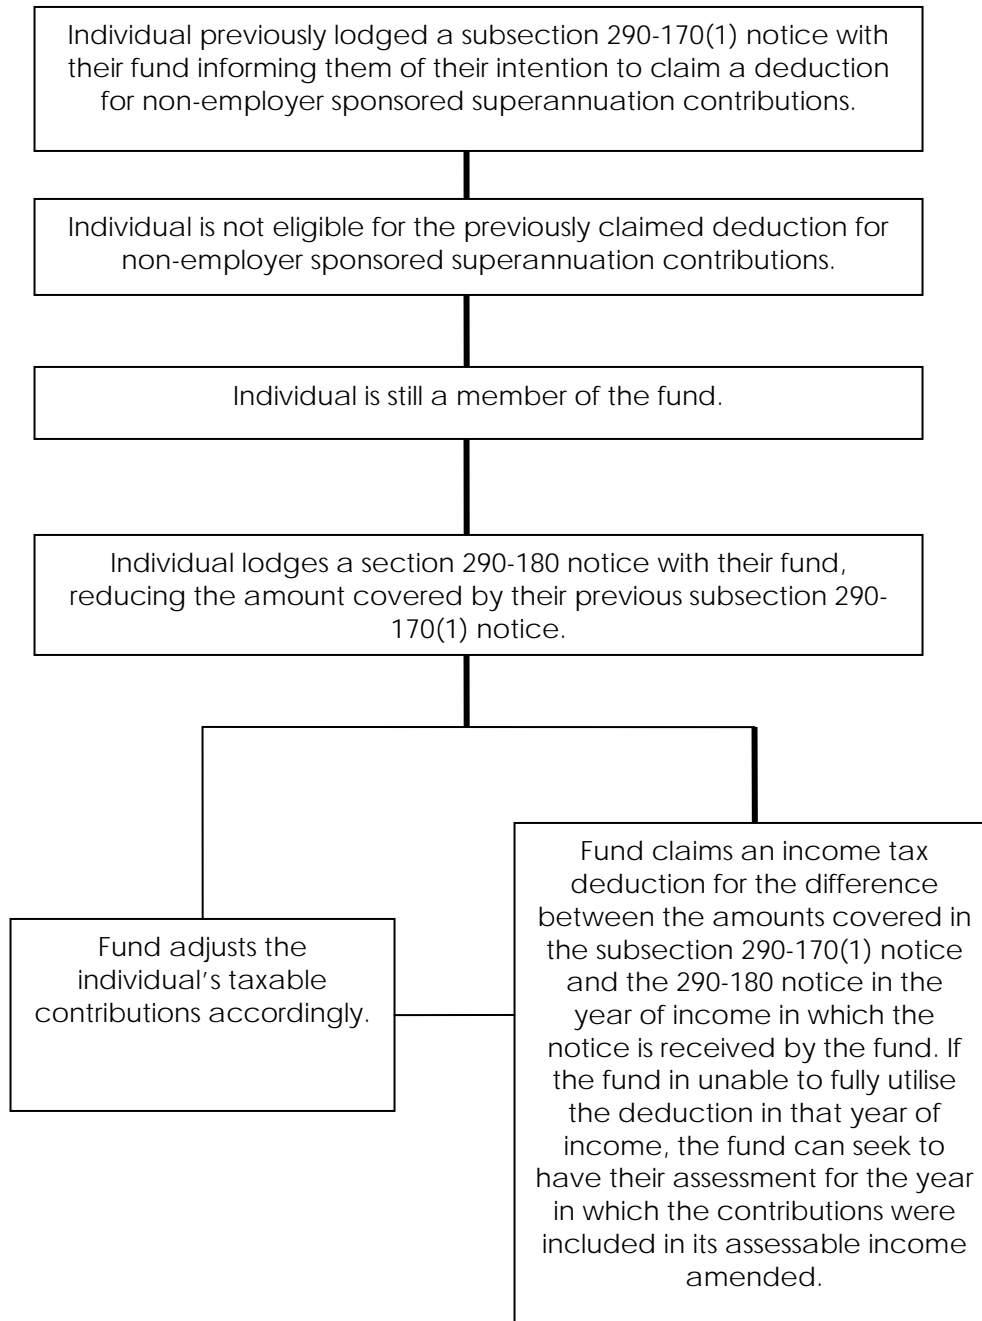 Individual previously lodged a subsection 290-170(1) notice with
their fund informing them of their intention to claim a deduction
for non-employer sponsored superannuation contributions.
Individual is not eligible for the previously claimed deduction for
non-employer sponsored superannuation contributions.
Individual is still a member of the fund.
Individual lodges a section 290-180 notice with their fund,
reducing the amount covered by their previous subsection 290-
170(1) notice.
Fund adjusts the
individual's taxable
contributions accordingly.
Fund claims an income tax
deduction for the difference
between the amounts covered in
the subsection 290-170(1) notice
and the 290-180 notice in the
year of income in which the
notice is received by the fund. If
the fund in unable to fully utilise
the deduction in that year of
income, the fund can seek to
have their assessment for the year
in which the contributions were
included in its assessable income
amended.